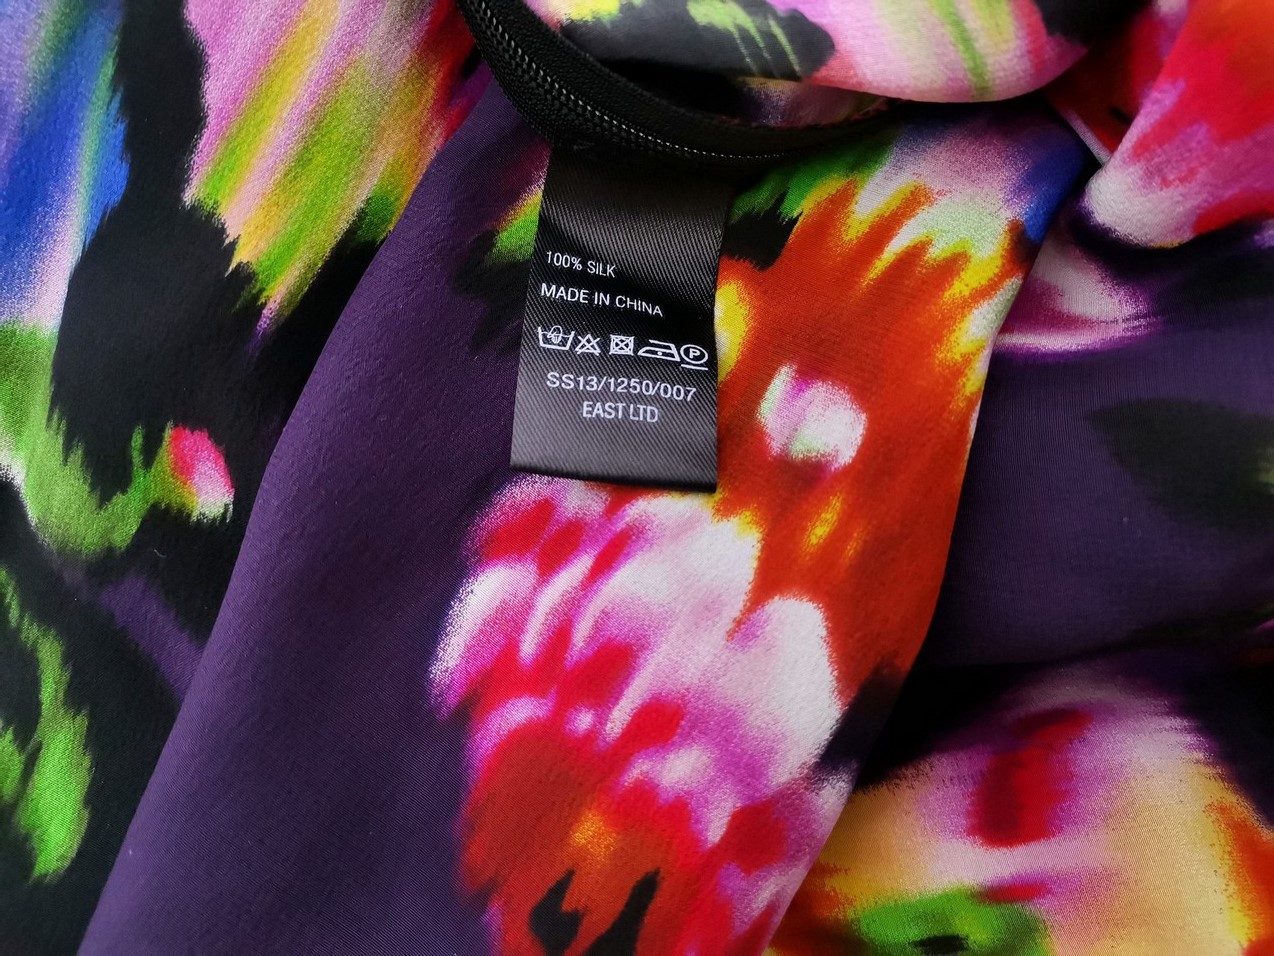 100% SILK
MADE IN CHINA
P
SS13/1250/007
EAST LTD